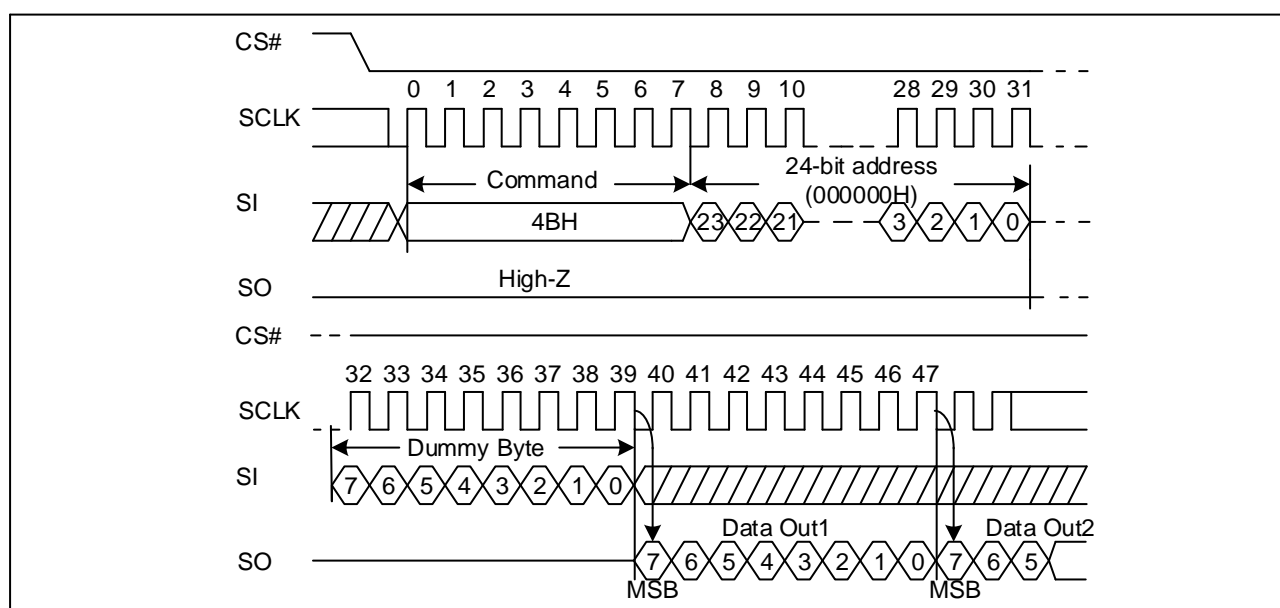 CS#
0 1 2 3 4 5 6 7 8 9 10 28 29 30 31
SCLK
Command
24-bit address
(000000H)
SI
4BH
23 22 21 3 2 1 0
High-Z
SO
CS#
32 33 34 35 36 37 38 39 40 41 42 43 44 45 46 47
SCLK
Dummy Byte
SI
7 6 5 4 3 2 1 0
Data Out1
Data Out2
SO
7 6 5 4 3 2 1 0 7 6 5
MSB
MSB